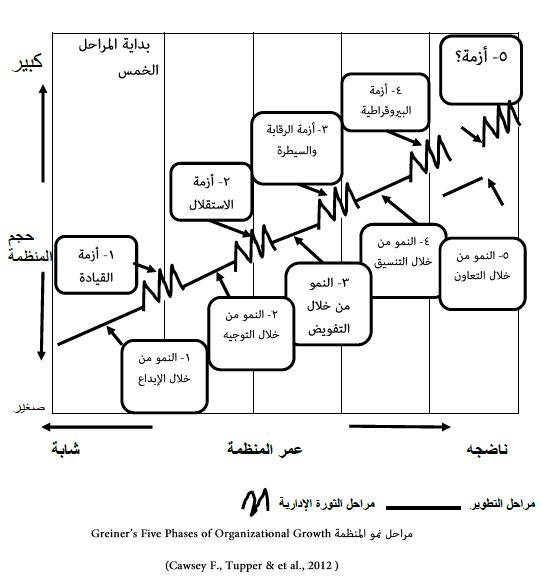 بداية المراحل
الخمس
٥- أزمة؟
كبير
٤- أزمة
البيروقراطية
٣- أزمة الرقابة
والسيطرة
٢- أزمة
الاستقلال
حجم
المنظمة
١- أزمة
القيادة
٤- النمو من
خلال التنسيق
٥- النمو من
خلال التعاون
٣- النمو
من خلال
التفويض
٢- النمو من
خلال التوجيه
١- النمو من
خلال الإبداع
صغير
شابة
عمر المنظمة
ناضجه
مراحل التطوير
مراحل الثورة الإدارية
مراحل نمو المنظمة Greiner's Five Phases of Organizational Growth
(Cawsey F., Tupper & et al., 2012 )